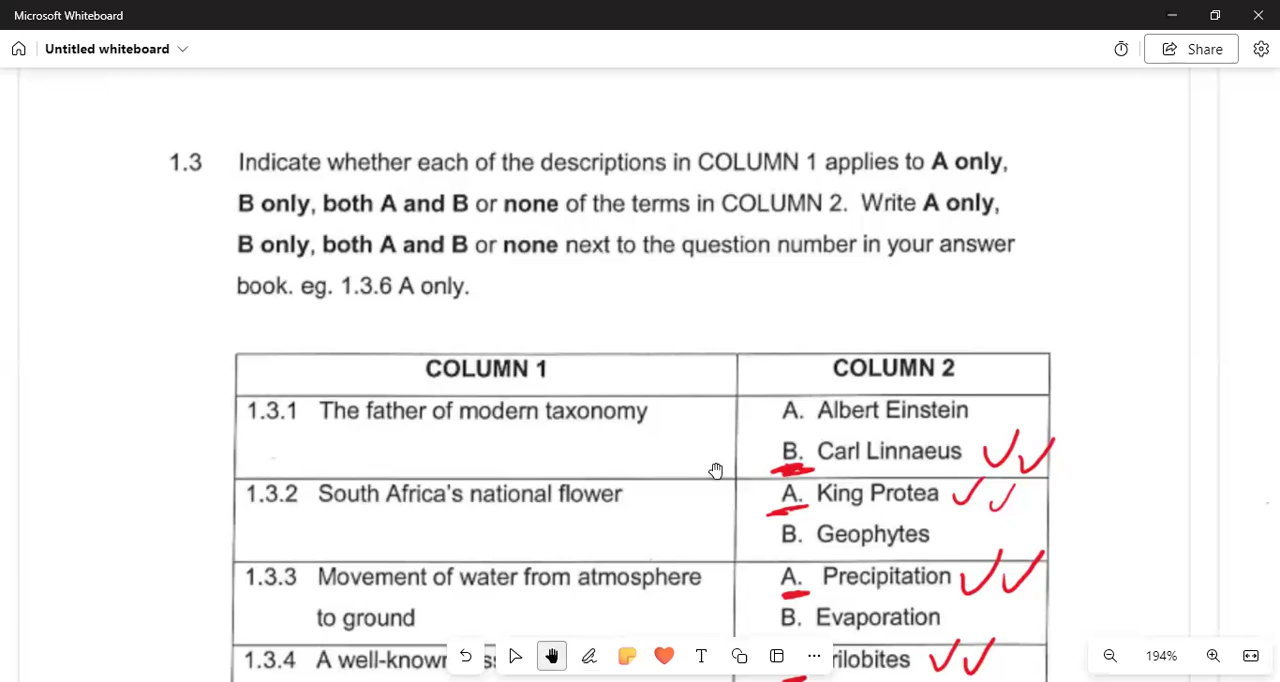 Microsoft Whiteboard
Untitled whiteboard
Share
1.3 Indicate whether each of the descriptions in COLUMN 1 applies to A only,
B only, both A and B or none of the terms in COLUMN 2. Write A only,
B only, both A and B or none next to the question number in your answer
book. eg. 1.3.6 A only.
COLUMN 1 COLUMN 2
1.3.1 The father of modern taxonomy A. Albert Einstein
B. Carl Linnaeus
1.3.2 South Africa's national flower A. King Protea
B. Geophytes
1.3.3 Movement of water from atmosphere A. Precipitation
to ground B. Evaporation
1.3.4 A well-known
194%